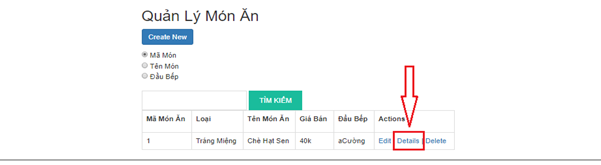 Quản Lý Món Ăn
Create New
Mã Món
Tên Món
Đầu Bếp
TÌM KIẾM
Mã Món Ăn Loại Tên Món Ăn Giá Bán Đầu Bếp Actions
1 Tráng Miệng Chè Hạt Sen 40k aCường Edit | Details | Delete